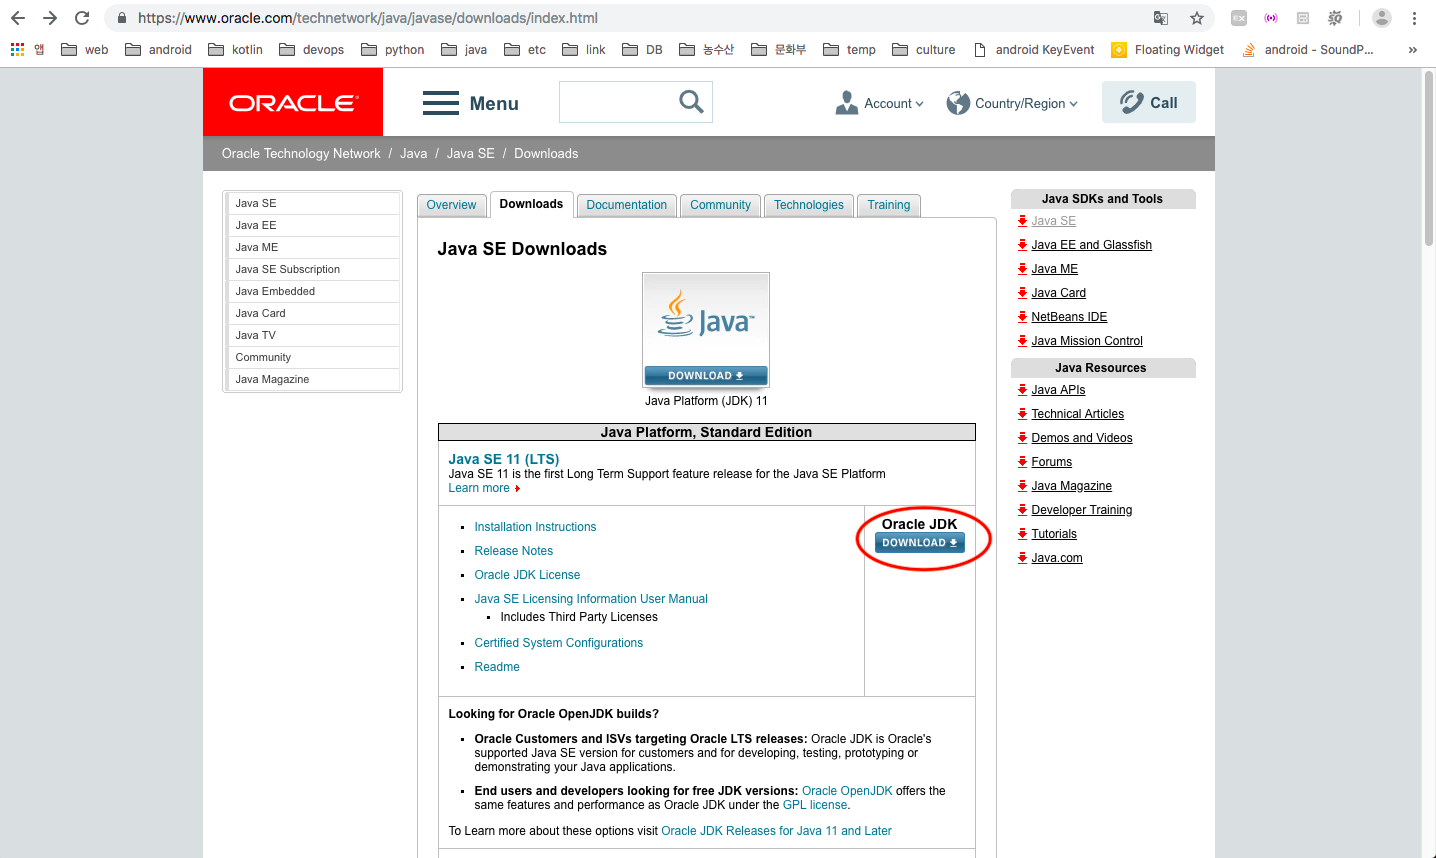 https://www.oracle.com/technetwork/java/javase/downloads/index.html
앱 web android kotlin devops python java etc link DB 농수산 문화부 temp culture android KeyEvent Floating Widget android - SoundP... »
ORACLE
Menu
Account
Country/Region
Call
Oracle Technology Network / Java / Java SE / Downloads
Java SE
Java EE
Java ME
Java SE Subscription
Java Embedded
Java Card
Java TV
Community
Java Magazine
Overview Downloads Documentation Community Technologies Training
Java SE Downloads
Java™
DOWNLOAD
Java Platform (JDK) 11
Java Platform, Standard Edition
Java SE 11 (LTS)
Java SE 11 is the first Long Term Support feature release for the Java SE Platform
Learn more
Installation Instructions
Release Notes
Oracle JDK License
Java SE Licensing Information User Manual
Includes Third Party Licenses
Certified System Configurations
Readme
Oracle JDK
DOWNLOAD
Looking for Oracle OpenJDK builds?
Oracle Customers and ISVs targeting Oracle LTS releases: Oracle JDK is Oracle's
supported Java SE version for customers and for developing, testing, prototyping or
demonstrating your Java applications.
End users and developers looking for free JDK versions: Oracle OpenJDK offers the
same features and performance as Oracle JDK under the GPL license.
To Learn more about these options visit Oracle JDK Releases for Java 11 and Later
Java SDKs and Tools
Java SE
Java EE and Glassfish
Java ME
Java Card
NetBeans IDE
Java Mission Control
Java Resources
Java APIs
Technical Articles
Demos and Videos
Forums
Java Magazine
Developer Training
Tutorials
Java.com